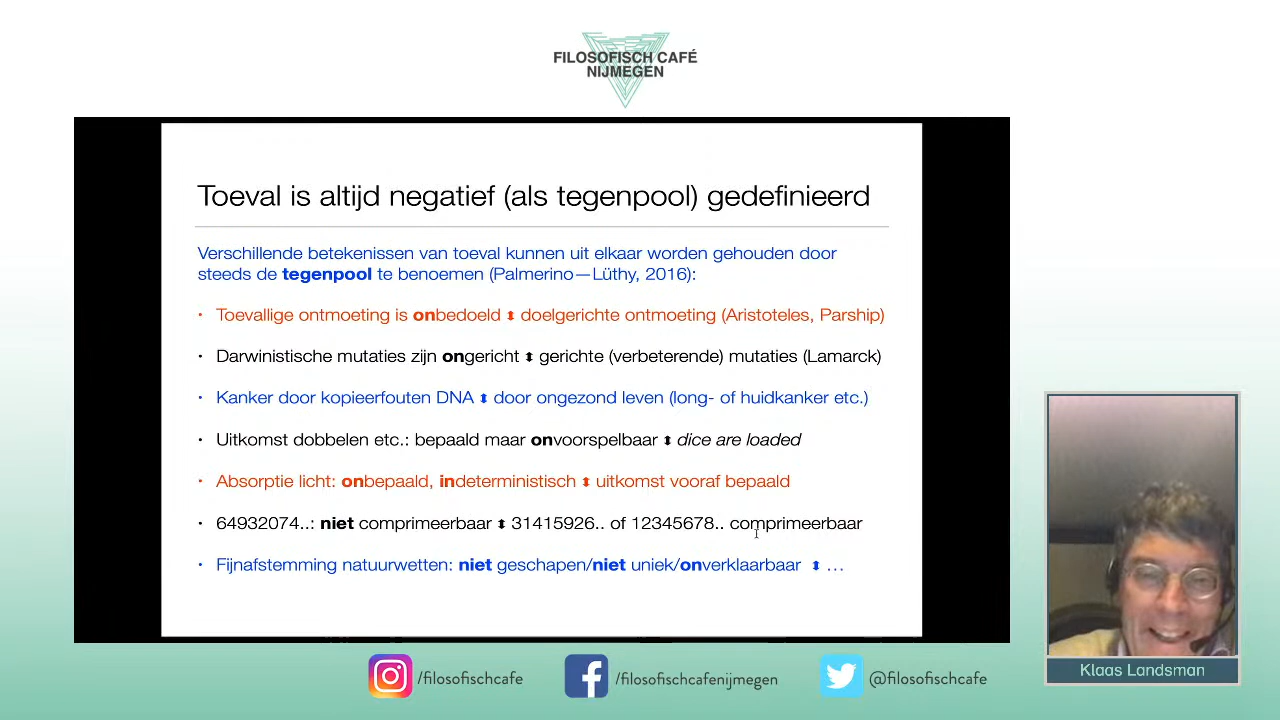 FILOSOFISCH CAFÉ
NIJMEGEN
Toeval is altijd negatief (als tegenpool) gedefinieerd
Verschillende betekenissen van toeval kunnen uit elkaar worden gehouden door
steeds de tegenpool te benoemen (Palmerino—Lüthy, 2016):
• Toevallige ontmoeting is onbedoeld ⬍ doelgerichte ontmoeting (Aristoteles, Parship)
• Darwinistische mutaties zijn ongericht ⬍ gerichte (verbeterende) mutaties (Lamarck)
• Kanker door kopieerfouten DNA ⬍ door ongezond leven (long- of huidkanker etc.)
• Uitkomst dobbelen etc.: bepaald maar onvoorspelbaar ⬍ dice are loaded
• Absorptie licht: onbepaald, indeterministisch ⬍ uitkomst vooraf bepaald
• 64932074..: niet comprimeerbaar ⬍ 31415926.. of 12345678.. comprimeerbaar
• Fijnafstemming natuurwetten: niet geschapen/niet uniek/onverklaarbaar ⬍ ...
Klaas Landsman
/filosofischcafe
/filosofischcafenijmegen
@filosofischcafe